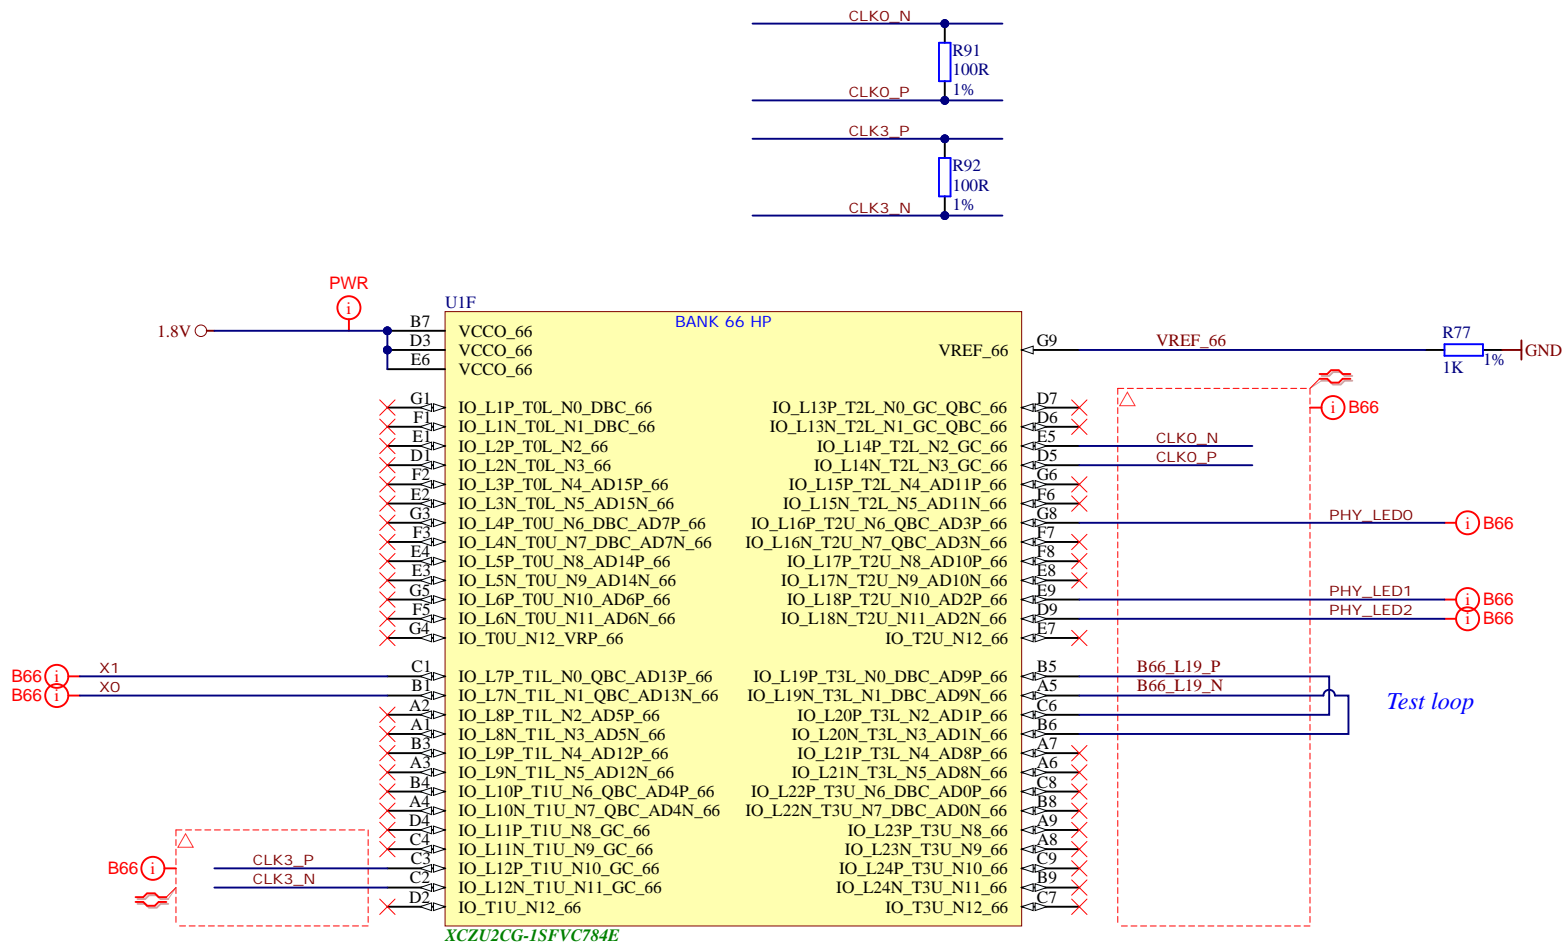 CLK0_N
R91
100R
1%
CLK0_P
CLK3_P
R92
100R
1%
CLK3_N
PWR
i
U1F
BANK 66 HP
1.8V
B7 VCCO_66
D3 VCCO_66
E6 VCCO_66
VREF_66 G9 VREF_66 R77 1K 1% GND
G1 IO_L1P_T0L_N0_DBC_66
F1 IO_L1N_T0L_N1_DBC_66
E1 IO_L2P_T0L_N2_66
D1 IO_L2N_T0L_N3_66
F2 IO_L3P_T0L_N4_AD15P_66
E2 IO_L3N_T0L_N5_AD15N_66
G3 IO_L4P_T0U_N6_DBC_AD7P_66
F3 IO_L4N_T0U_N7_DBC_AD7N_66
E4 IO_L5P_T0U_N8_AD14P_66
E3 IO_L5N_T0U_N9_AD14N_66
G5 IO_L6P_T0U_N10_AD6P_66
F5 IO_L6N_T0U_N11_AD6N_66
G4 IO_T0U_N12_VRP_66
B66 i X1 C1 IO_L7P_T1L_N0_QBC_AD13P_66
B66 i X0 B1 IO_L7N_T1L_N1_QBC_AD13N_66
A2 IO_L8P_T1L_N2_AD5P_66
A1 IO_L8N_T1L_N3_AD5N_66
B3 IO_L9P_T1L_N4_AD12P_66
A3 IO_L9N_T1L_N5_AD12N_66
B4 IO_L10P_T1U_N6_QBC_AD4P_66
A4 IO_L10N_T1U_N7_QBC_AD4N_66
D4 IO_L11P_T1U_N8_GC_66
C4 IO_L11N_T1U_N9_GC_66
B66 i CLK3_P C3 IO_L12P_T1U_N10_GC_66
CLK3_N C2 IO_L12N_T1U_N11_GC_66
D2 IO_T1U_N12_66
IO_L13P_T2L_N0_GC_QBC_66 D7 i B66
IO_L13N_T2L_N1_GC_QBC_66 D6
IO_L14P_T2L_N2_GC_66 E5 CLK0_N
IO_L14N_T2L_N3_GC_66 D5 CLK0_P
IO_L15P_T2L_N4_AD11P_66 G6
IO_L15N_T2L_N5_AD11N_66 F6
IO_L16P_T2U_N6_QBC_AD3P_66 G8 PHY_LED0 i B66
IO_L16N_T2U_N7_QBC_AD3N_66 F7
IO_L17P_T2U_N8_AD10P_66 F8
IO_L17N_T2U_N9_AD10N_66 E8
IO_L18P_T2U_N10_AD2P_66 E9 PHY_LED1 i B66
IO_L18N_T2U_N11_AD2N_66 D9 PHY_LED2 i B66
IO_T2U_N12_66 E7
IO_L19P_T3L_N0_DBC_AD9P_66 B5 B66_L19_P
IO_L19N_T3L_N1_DBC_AD9N_66 A5 B66_L19_N
Test loop
IO_L20P_T3L_N2_AD1P_66 C6
IO_L20N_T3L_N3_AD1N_66 B6
IO_L21P_T3L_N4_AD8P_66 A7
IO_L21N_T3L_N5_AD8N_66 A6
IO_L22P_T3U_N6_DBC_AD0P_66 C8
IO_L22N_T3U_N7_DBC_AD0N_66 B8
IO_L23P_T3U_N8_66 A9
IO_L23N_T3U_N9_66 A8
IO_L24P_T3U_N10_66 C9
IO_L24N_T3U_N11_66 B9
IO_T3U_N12_66 C7
XCZU2CG-1SFVC784E